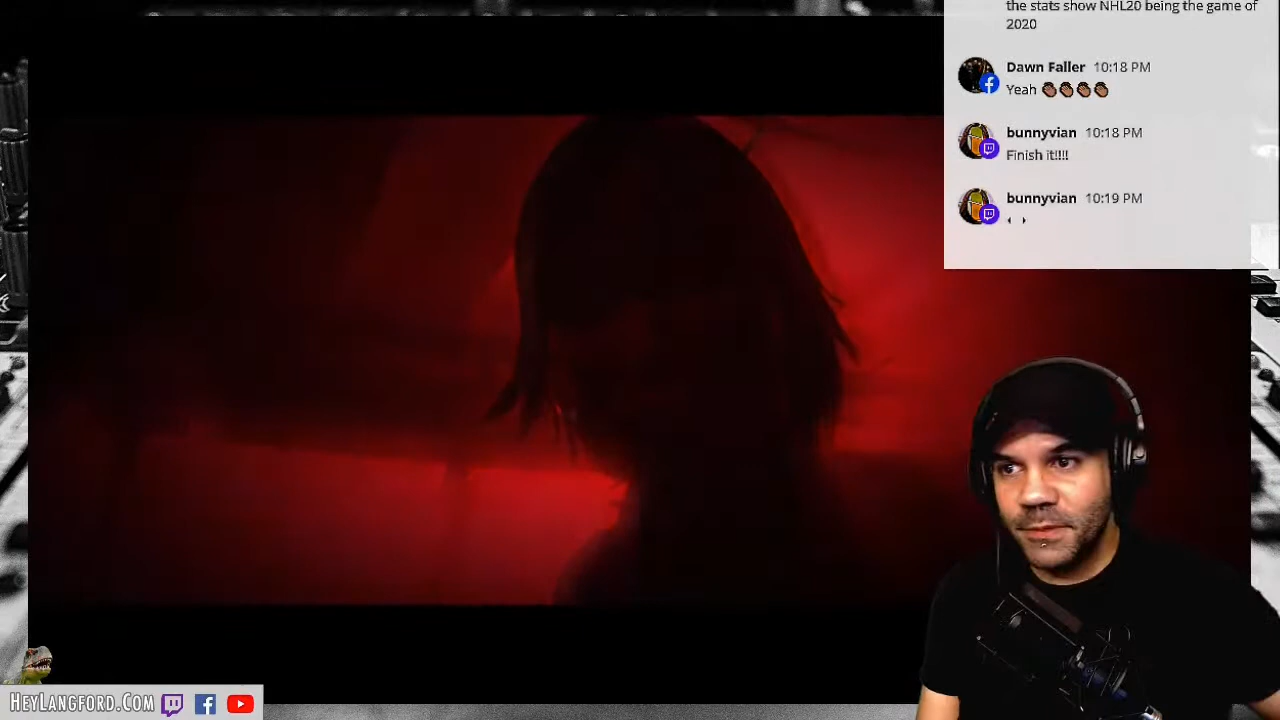 the stats show NHL20 being the game of
2020
Dawn Faller 10:18 PM
Yeah 👏🏽👏🏽👏🏽👏🏽
bunnyvian 10:18 PM
Finish it!!!!
bunnyvian 10:19 PM
HeyLangford.Com